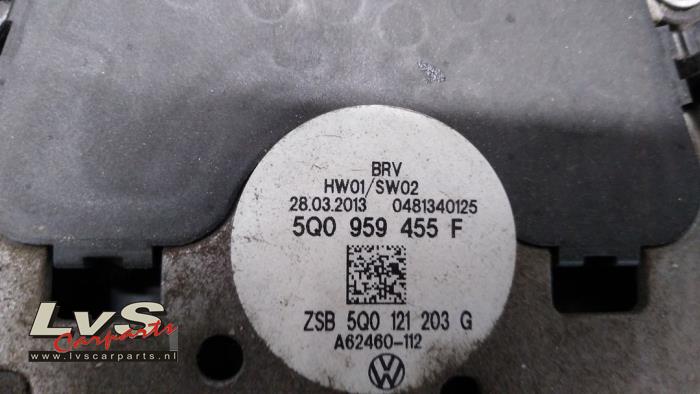 BRV
HW01/SW02
28.03.2013 0481340125
5Q0 959 455 F
ZSB 5Q0 121 203 G
A62460-112
LvS
Carparts
www.lvscarparts.nl